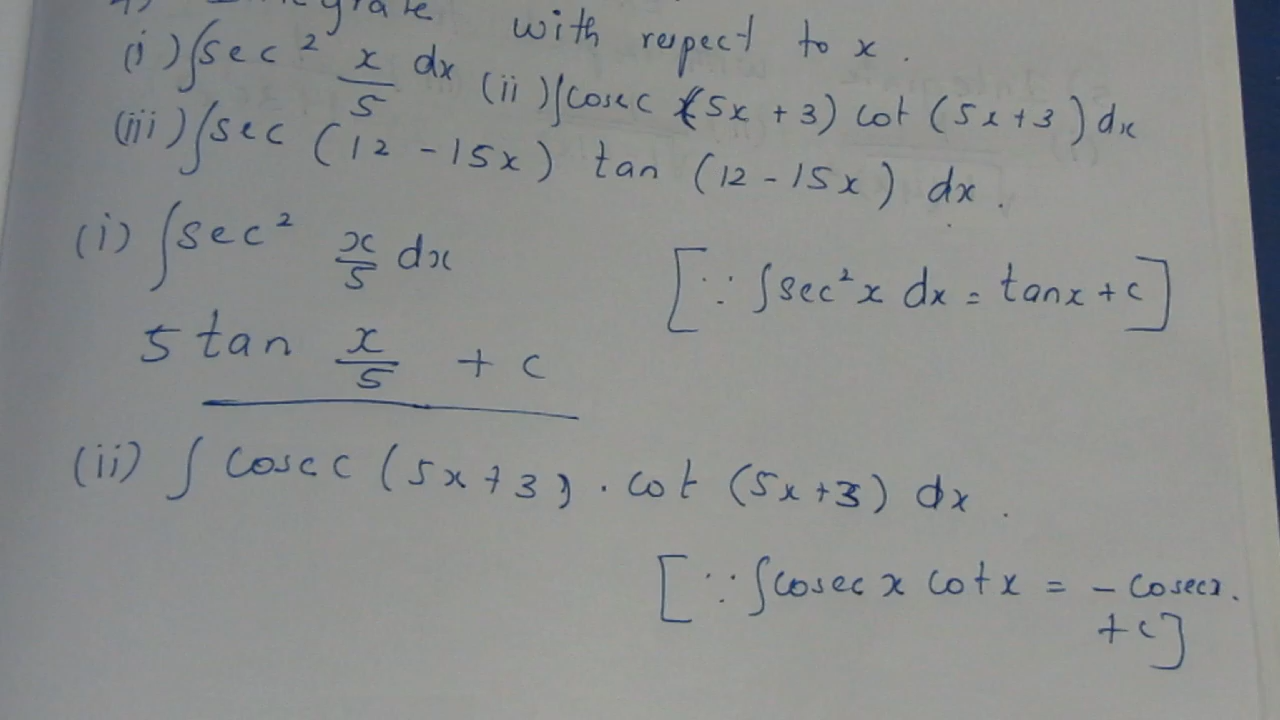 Integrate with respect to x.
(i) ∫sec² x/5 dx (ii) ∫cosec (5x + 3) cot (5x+3) dx
(iii) ∫sec (12 - 15x) tan (12 - 15x) dx.
(i) ∫sec² x/5 dx [∵ ∫sec²x dx = tanx + c]
5 tan x/5 + c
(ii) ∫ cosec (5x+3) . cot (5x+3) dx.
[∵ ∫cosec x cot x = - cosecx.
+c]